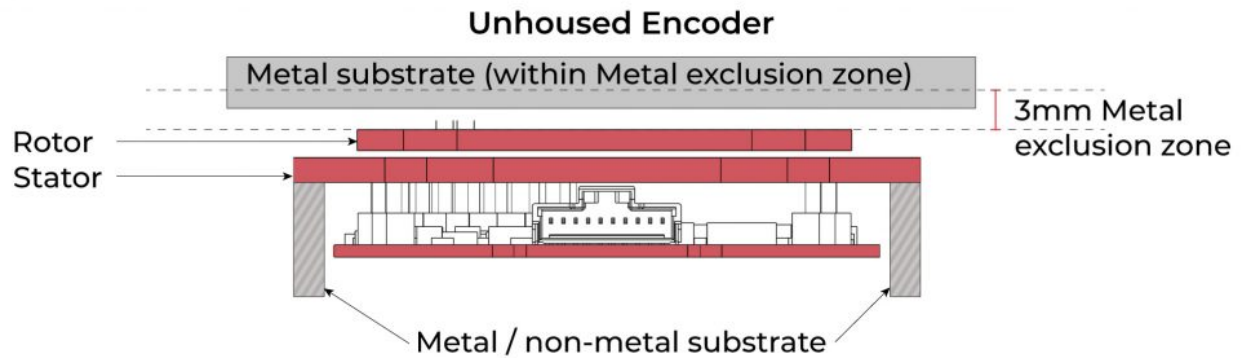 Unhoused Encoder
Metal substrate (within Metal exclusion zone)
3mm Metal
exclusion zone
Rotor
Stator
Metal / non-metal substrate